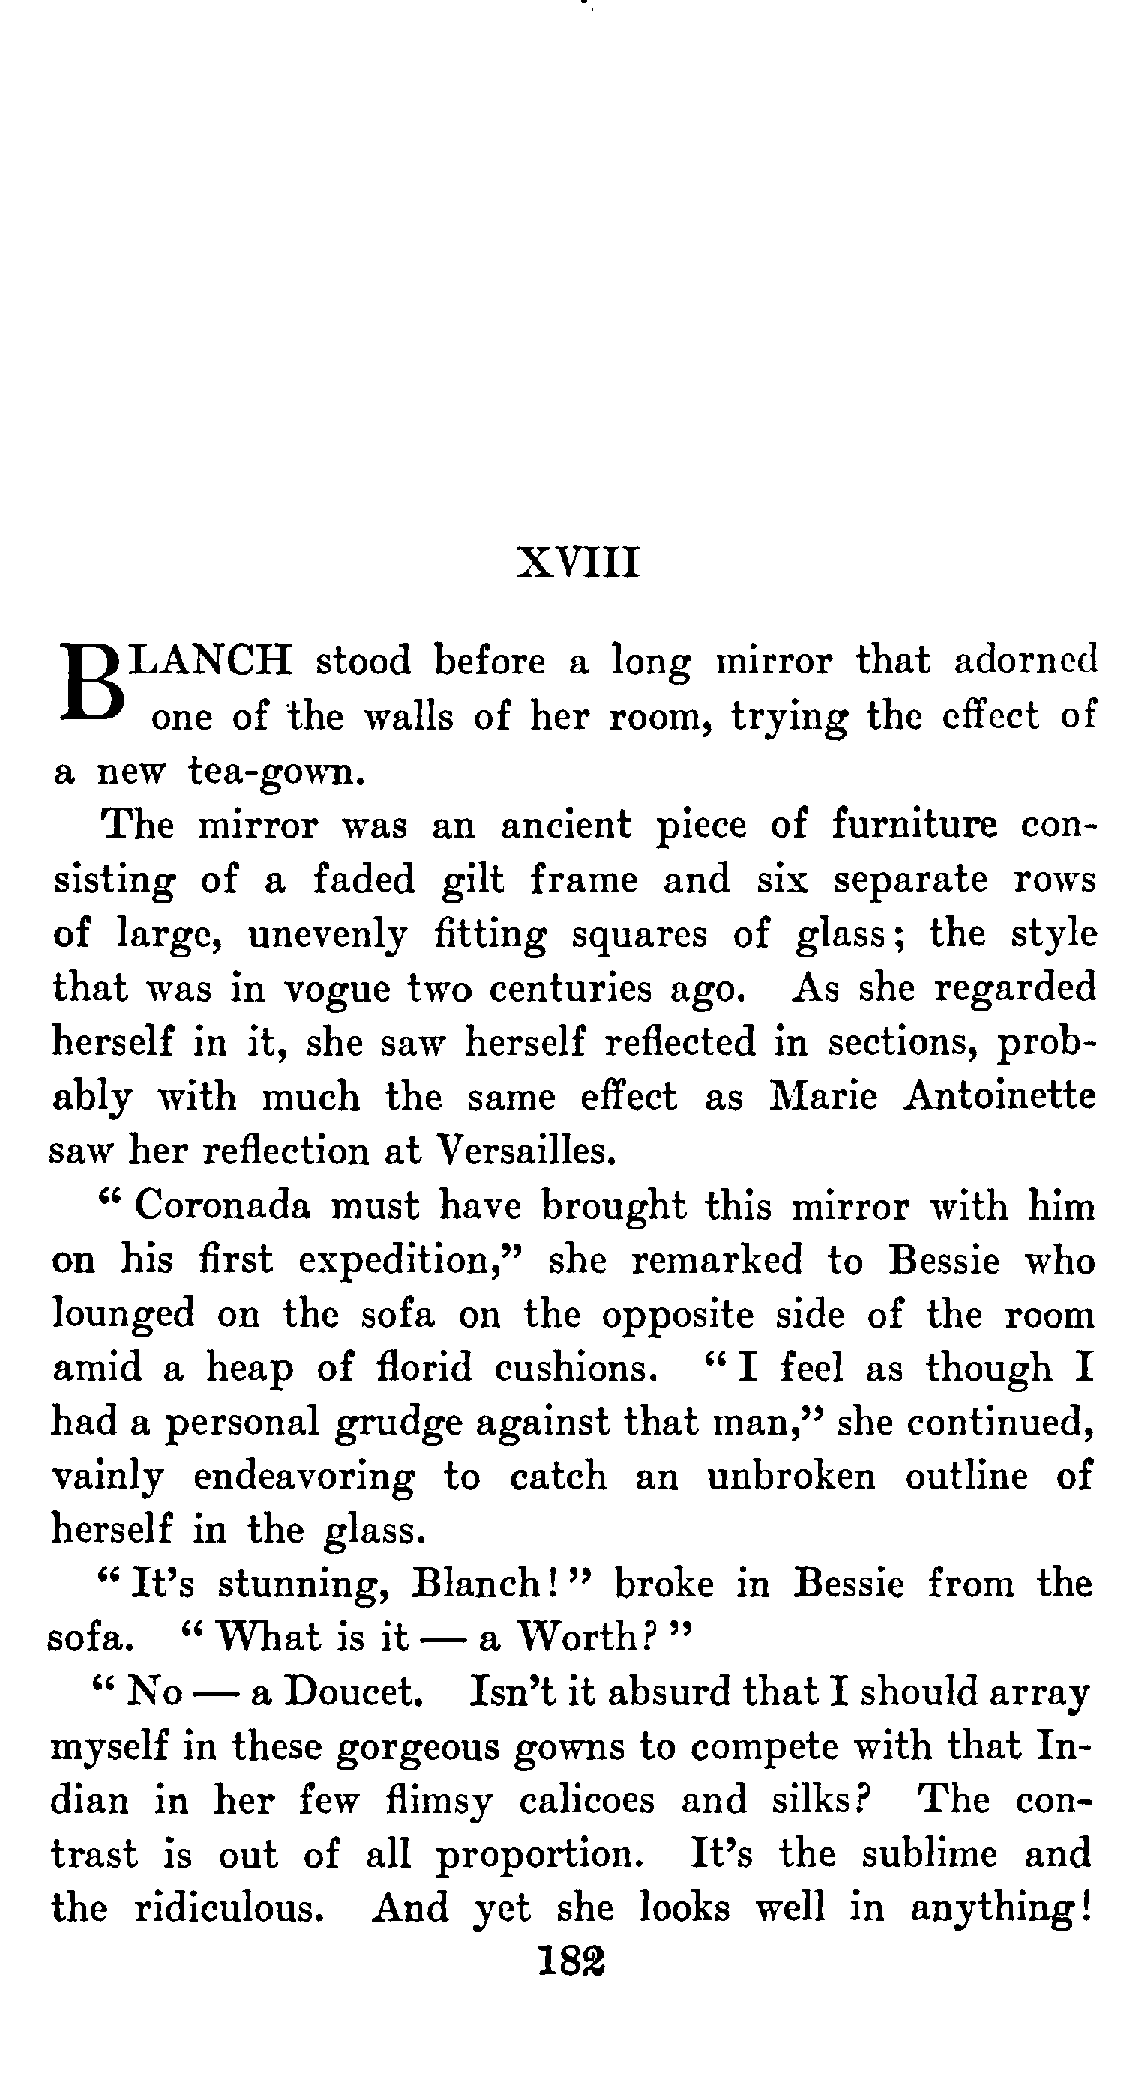 XVIII
BLANCH stood before a long mirror that adorned
one of the walls of her room, trying the effect of
a new tea-gown.
The mirror was an ancient piece of furniture con-
sisting of a faded gilt frame and six separate rows
of large, unevenly fitting squares of glass; the style
that was in vogue two centuries ago. As she regarded
herself in it, she saw herself reflected in sections, prob-
ably with much the same effect as Marie Antoinette
saw her reflection at Versailles.
“ Coronada must have brought this mirror with him
on his first expedition,” she remarked to Bessie who
lounged on the sofa on the opposite side of the room
amid a heap of florid cushions. “ I feel as though I
had a personal grudge against that man,” she continued,
vainly endeavoring to catch an unbroken outline of
herself in the glass.
“ It’s stunning, Blanch! ” broke in Bessie from the
sofa. “ What is it — a Worth? ”
“ No — a Doucet. Isn’t it absurd that I should array
myself in these gorgeous gowns to compete with that In-
dian in her few flimsy calicoes and silks? The con-
trast is out of all proportion. It’s the sublime and
the ridiculous. And yet she looks well in anything!
182